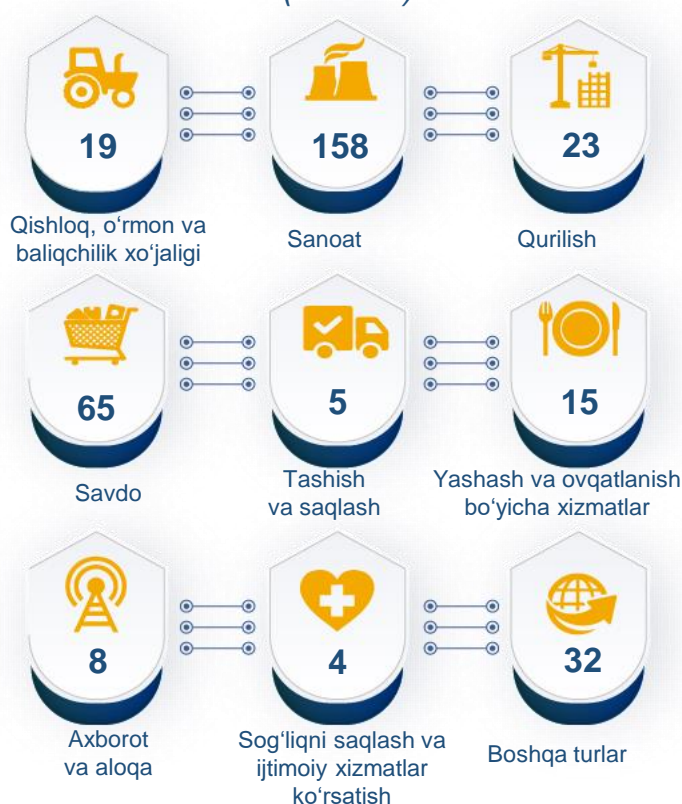 19
158
23
Qishloq, o‘rmon va
baliqchilik xo‘jaligi
Sanoat
Qurilish
65
5
15
Savdo
Tashish
va saqlash
Yashash va ovqatlanish
bo‘yicha xizmatlar
8
4
32
Axborot
va aloqa
Sog‘liqni saqlash va
ijtimoiy xizmatlar
ko‘rsatish
Boshqa turlar